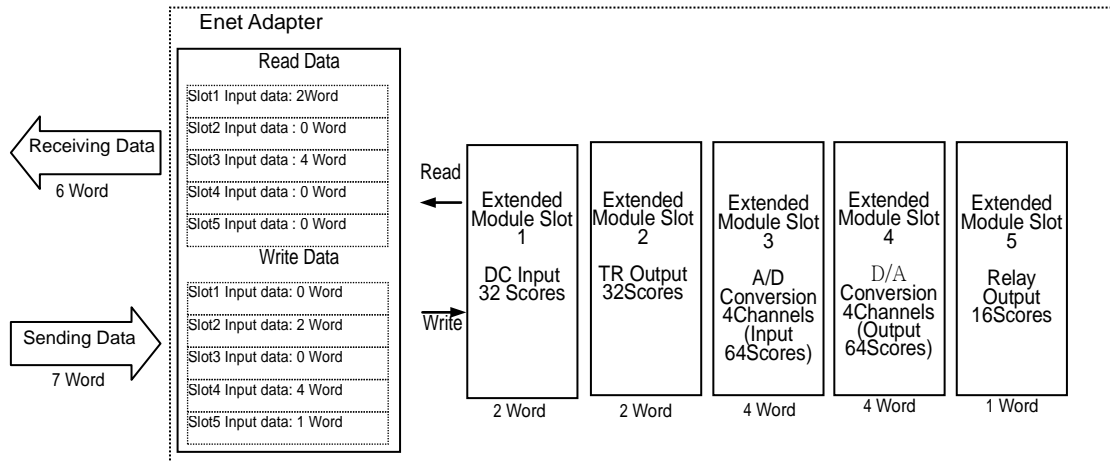 Enet Adapter
Read Data
Slot1 Input data: 2Word
Slot2 Input data : 0 Word
Slot3 Input data : 4 Word
Slot4 Input data : 0 Word
Slot5 Input data : 0 Word
Write Data
Slot1 Input data: 0 Word
Slot2 Input data: 2 Word
Slot3 Input data: 0 Word
Slot4 Input data: 4 Word
Slot5 Input data: 1 Word
Receiving Data
6 Word
Sending Data
7 Word
Read
Write
Extended
Module Slot
1
DC Input
32 Scores
2 Word
Extended
Module Slot
2
TR Output
32Scores
2 Word
Extended
Module Slot
3
A/D
Conversion
4Channels
(Input
64Scores)
4 Word
Extended
Module Slot
4
D/A
Conversion
4Channels
(Output
64Scores)
4 Word
Extended
Module Slot
5
Relay
Output
16Scores
1 Word